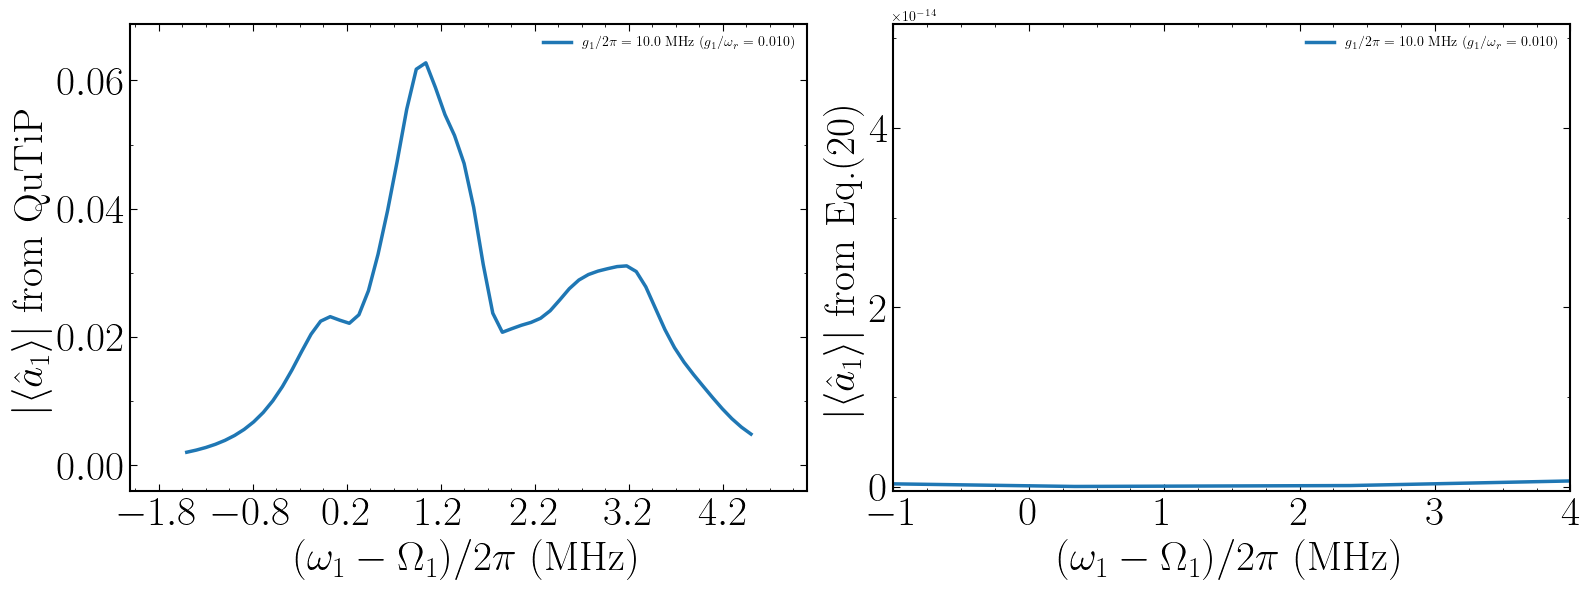 g₁/2π = 10.0 MHz (g₁/ωᵣ = 0.010)
0.06
0.04
0.02
0.00
|⟨â₁⟩| from QuTiP
−1.8 −0.8 0.2 1.2 2.2 3.2 4.2
(ω₁ − Ω₁)/2π (MHz)
×10⁻¹⁴
g₁/2π = 10.0 MHz (g₁/ωᵣ = 0.010)
4
2
0
|⟨â₁⟩| from Eq.(20)
−1 0 1 2 3 4
(ω₁ − Ω₁)/2π (MHz)